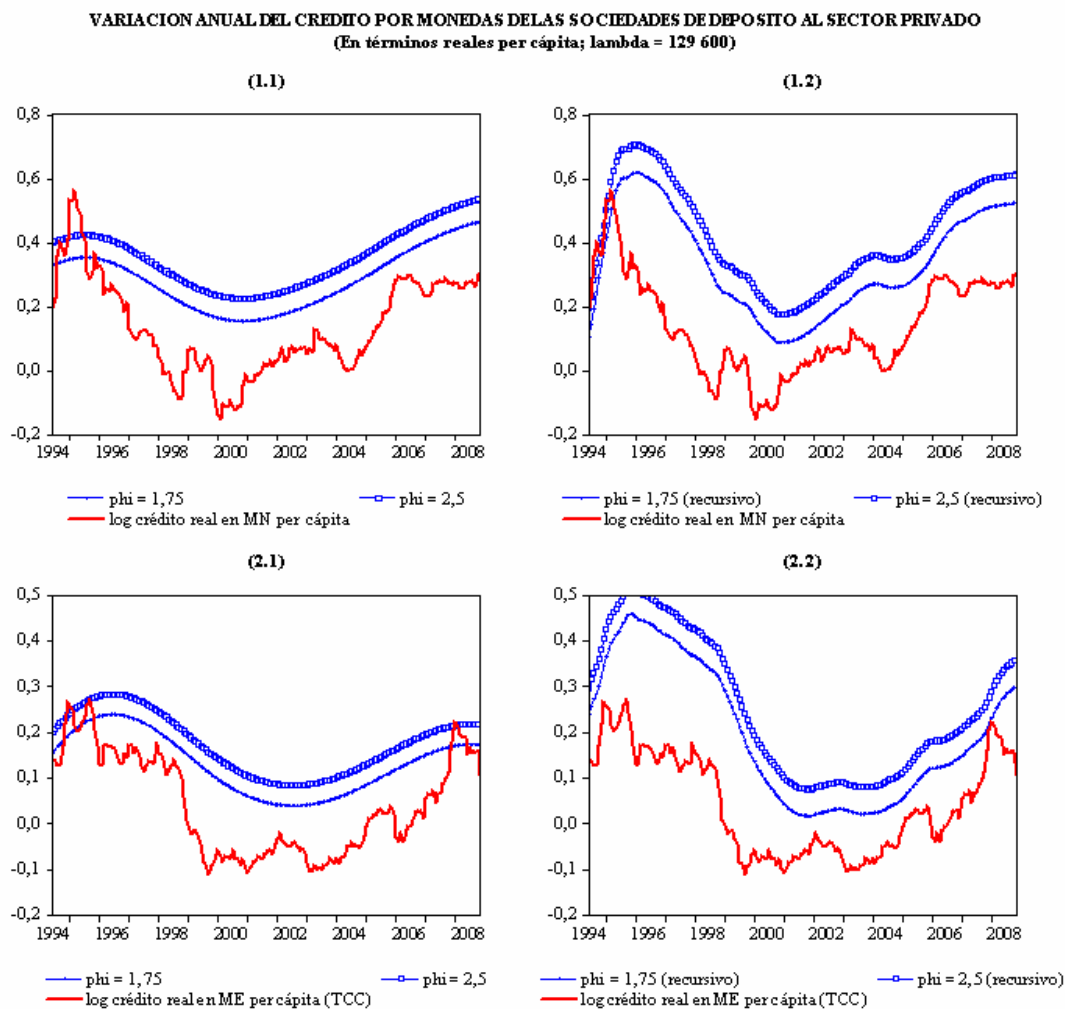 VARIACION ANUAL DEL CREDITO POR MONEDAS DELAS SOCIEDADES DE DEPOSITO AL SECTOR PRIVADO
(En términos reales per cápita; lambda = 129 600)
(1.1)
0,8
0,6
0,4
0,2
0,0
-0,2
1994 1996 1998 2000 2002 2004 2006 2008
phi = 1,75
phi = 2,5
log crédito real en MN per cápita
(1.2)
0,8
0,6
0,4
0,2
0,0
-0,2
1994 1996 1998 2000 2002 2004 2006 2008
phi = 1,75 (recursivo)
phi = 2,5 (recursivo)
log crédito real en MN per cápita
(2.1)
0,5
0,4
0,3
0,2
0,1
0,0
-0,1
-0,2
1994 1996 1998 2000 2002 2004 2006 2008
phi = 1,75
phi = 2,5
log crédito real en ME per cápita (TCC)
(2.2)
0,5
0,4
0,3
0,2
0,1
0,0
-0,1
-0,2
1994 1996 1998 2000 2002 2004 2006 2008
phi = 1,75 (recursivo)
phi = 2,5 (recursivo)
log crédito real en ME per cápita (TCC)